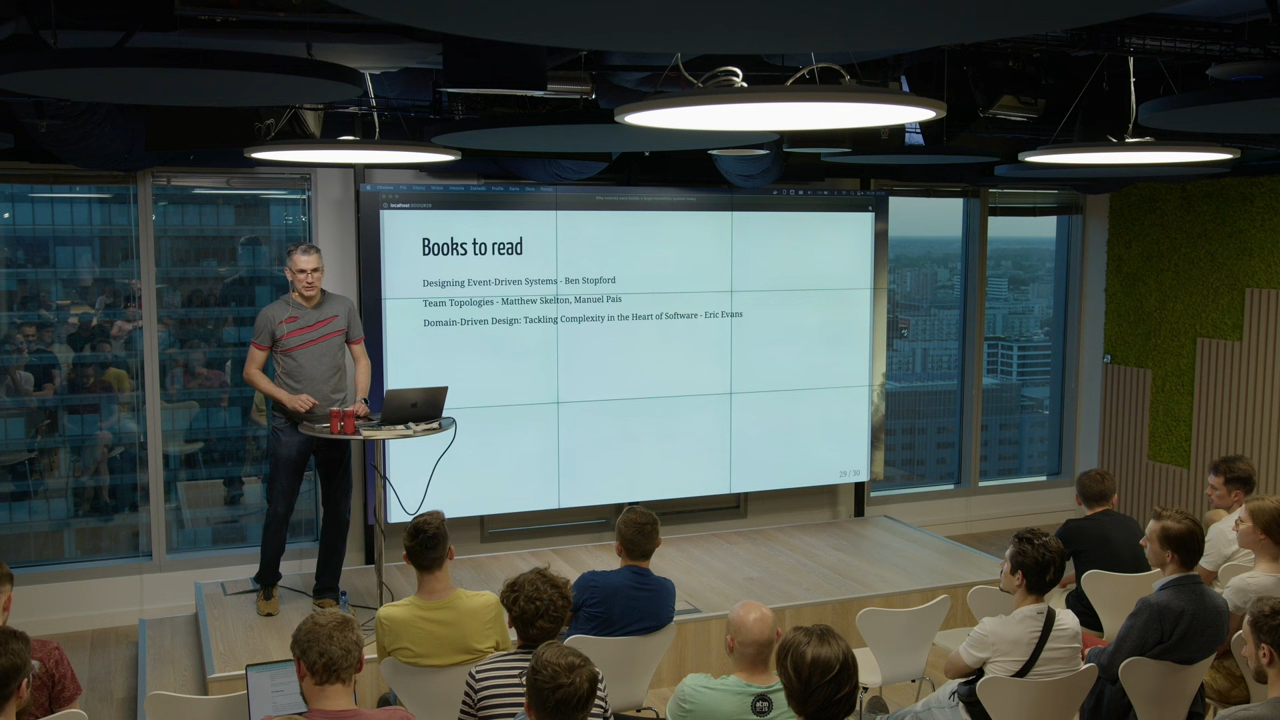 localhost
Books to read
Designing Event-Driven Systems - Ben Stopford
Team Topologies - Matthew Skelton, Manuel Pais
Domain-Driven Design: Tackling Complexity in the Heart of Software - Eric Evans
29 / 30